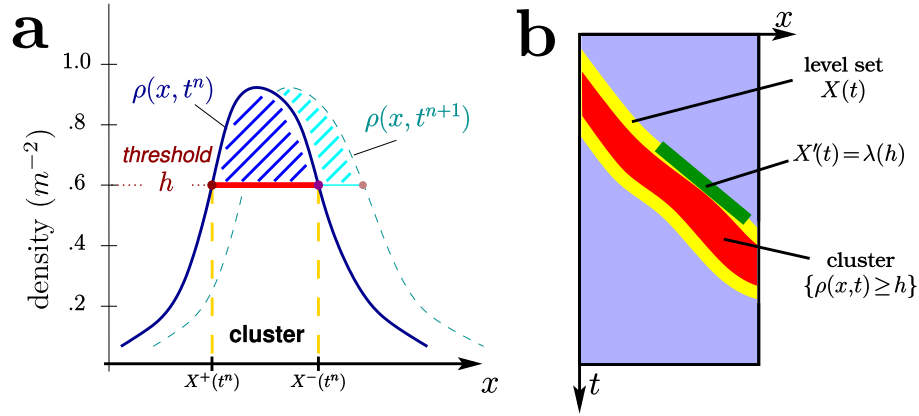 a
1.0
.8
.6
.4
.2
density (m⁻²)
ρ(x, tⁿ)
ρ(x, tⁿ⁺¹)
threshold
h
cluster
X⁺(tⁿ)
X⁻(tⁿ)
x
b
x
level set
X(t)
X′(t) = λ(h)
cluster
{ρ(x,t) ≥ h}
t